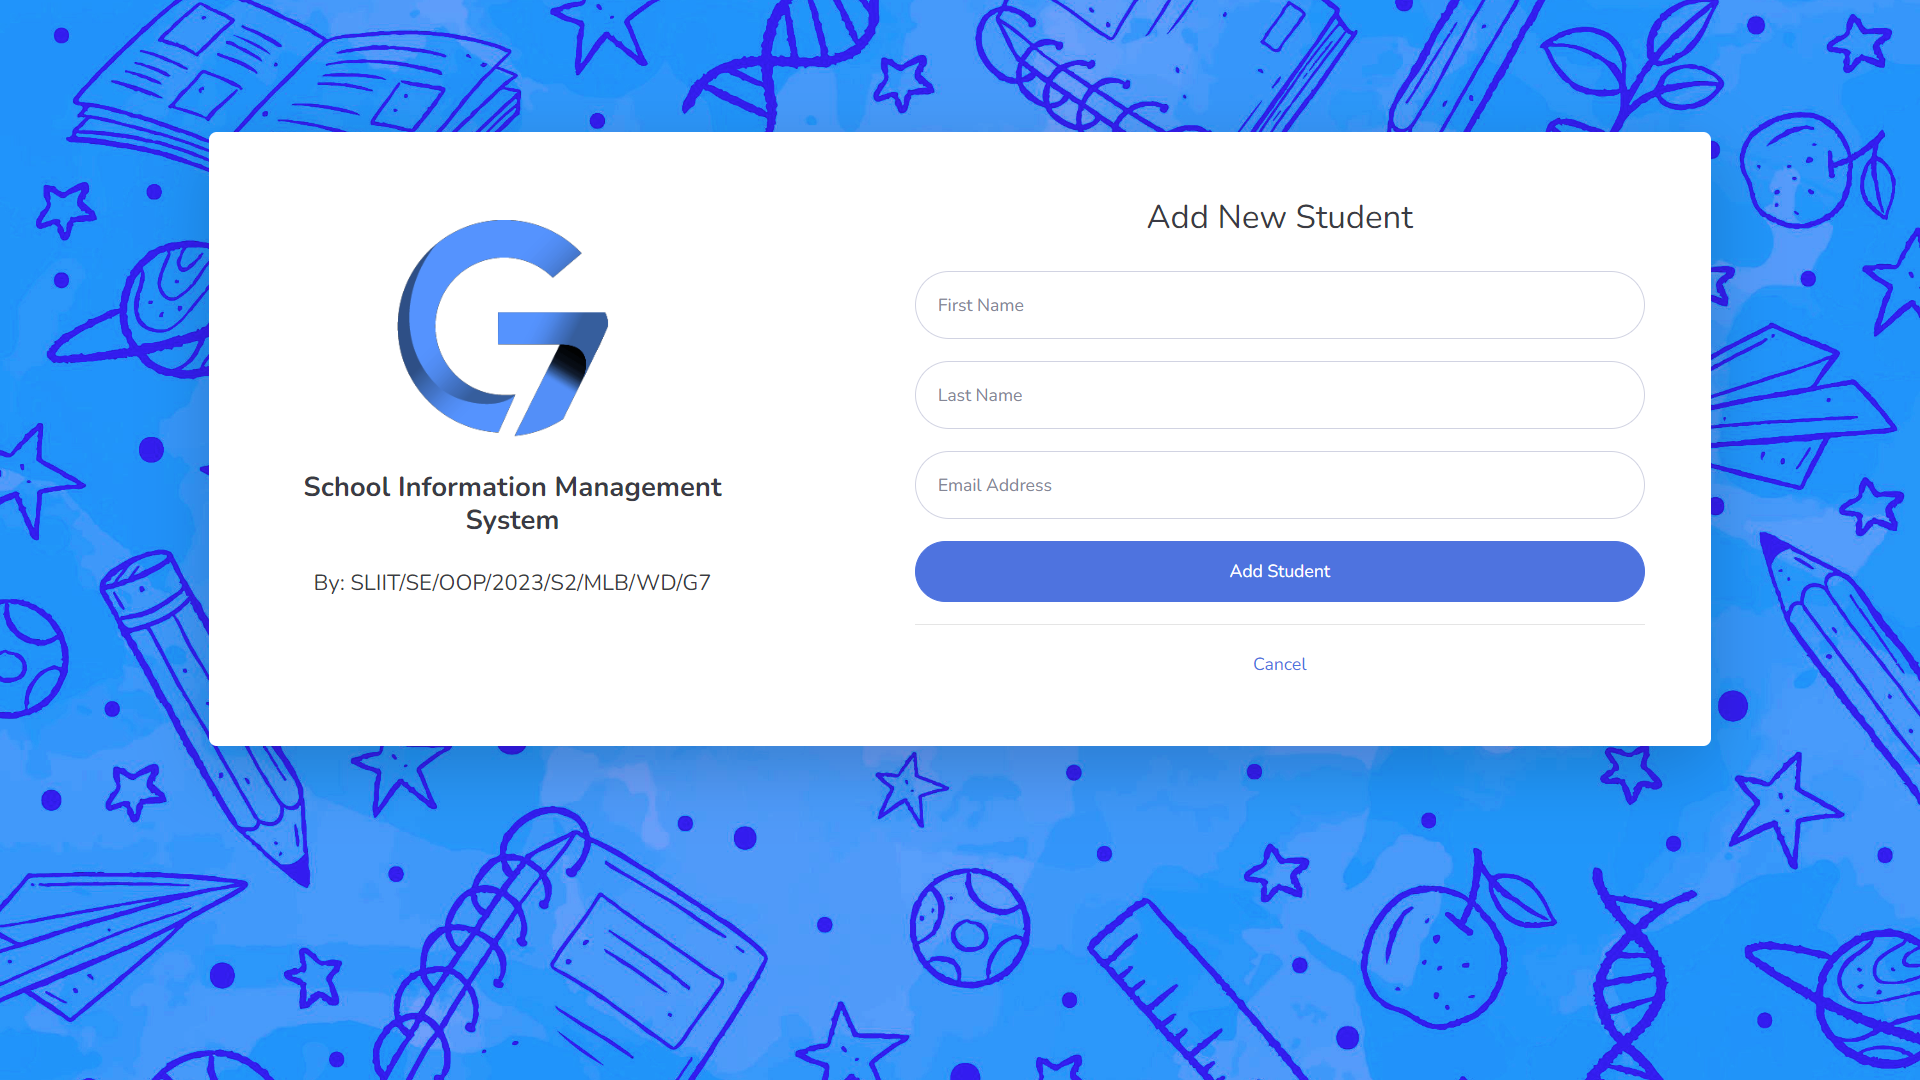 G7
School Information Management
System
By: SLIIT/SE/OOP/2023/S2/MLB/WD/G7
Add New Student
First Name
Last Name
Email Address
Add Student
Cancel